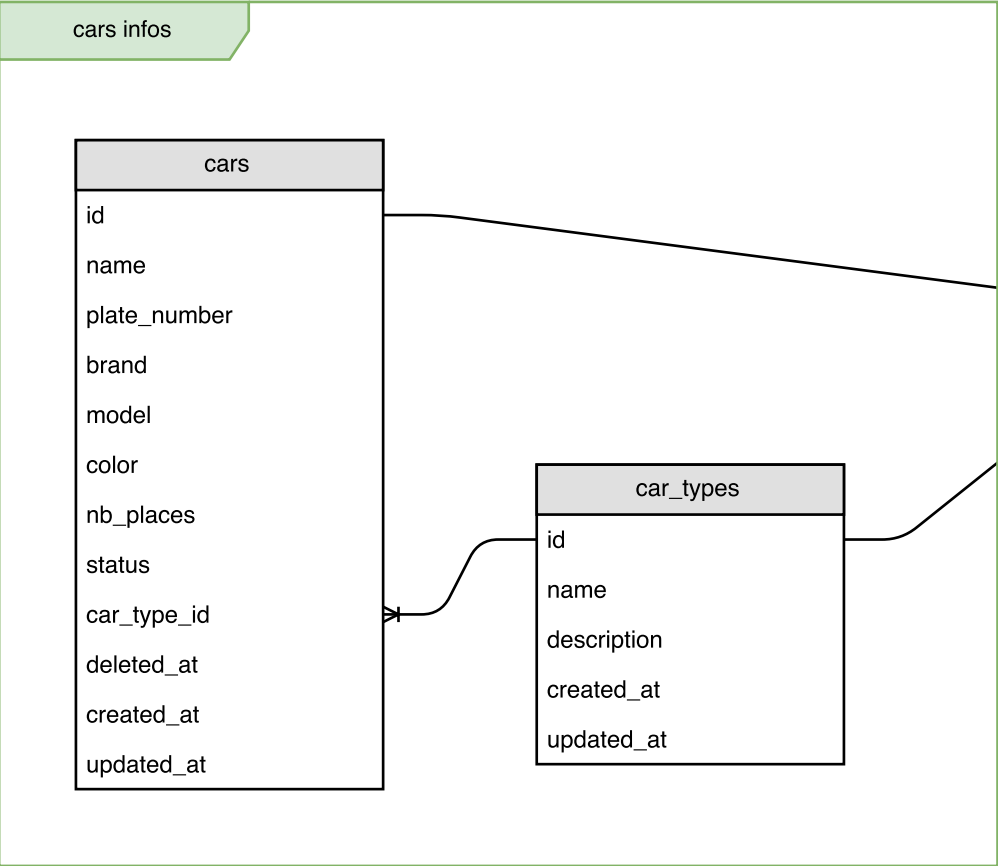 cars infos
cars
id
name
plate_number
brand
model
color
nb_places
status
car_type_id
deleted_at
created_at
updated_at
car_types
id
name
description
created_at
updated_at